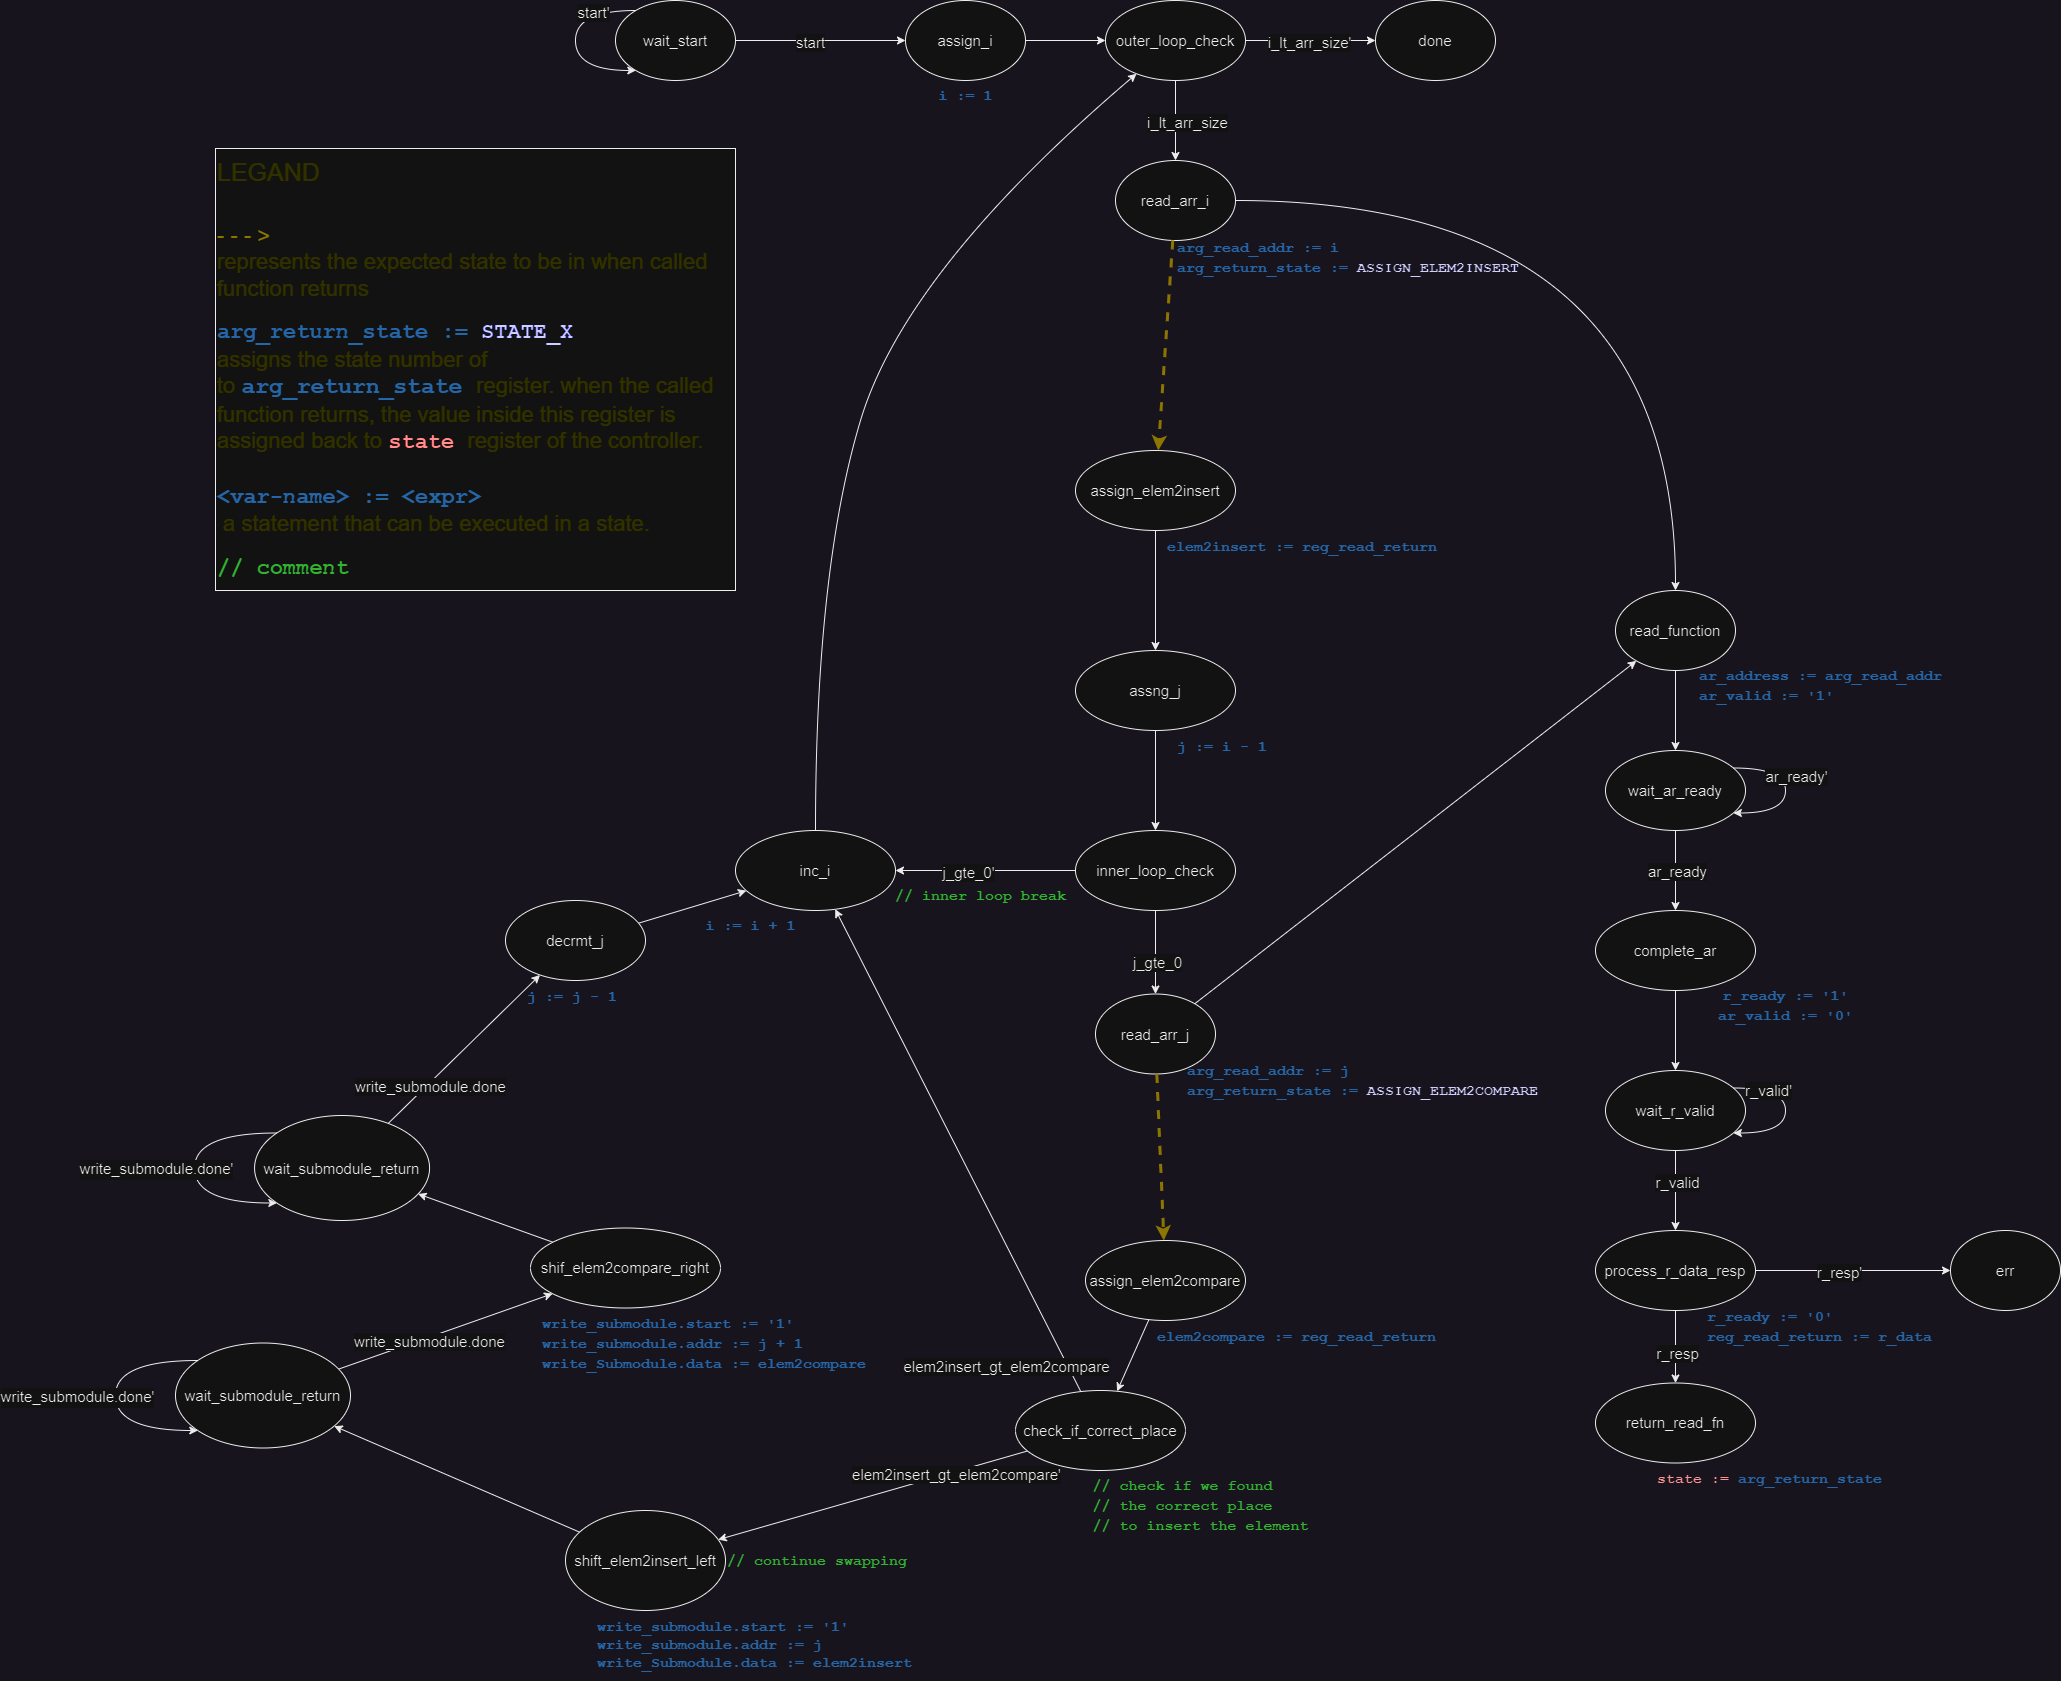 start'
wait_start
start
assign_i
i := 1
outer_loop_check
i_lt_arr_size'
done
i_lt_arr_size
LEGAND
--->
represents the expected state to be in when called
function returns
arg_return_state := STATE_X
assigns the state number of
to arg_return_state register. when the called
function returns, the value inside this register is
assigned back to state register of the controller.
<var-name> := <expr>
a statement that can be executed in a state.
// comment
read_arr_i
arg_read_addr := i
arg_return_state := ASSIGN_ELEM2INSERT
assign_elem2insert
elem2insert := reg_read_return
assng_j
j := i - 1
inner_loop_check
j_gte_0'
// inner loop break
inc_i
i := i + 1
decrmt_j
j := j - 1
j_gte_0
read_arr_j
arg_read_addr := j
arg_return_state := ASSIGN_ELEM2COMPARE
read_function
ar_address := arg_read_addr
ar_valid := '1'
wait_ar_ready
ar_ready'
ar_ready
complete_ar
r_ready := '1'
ar_valid := '0'
wait_r_valid
r_valid'
r_valid
process_r_data_resp
r_resp'
err
r_ready := '0'
reg_read_return := r_data
r_resp
return_read_fn
state := arg_return_state
write_submodule.done
write_submodule.done'
wait_submodule_return
shif_elem2compare_right
write_submodule.start := '1'
write_submodule.addr := j + 1
write_Submodule.data := elem2compare
write_submodule.done
write_submodule.done'
wait_submodule_return
assign_elem2compare
elem2compare := reg_read_return
elem2insert_gt_elem2compare
check_if_correct_place
elem2insert_gt_elem2compare'
// check if we found
// the correct place
// to insert the element
shift_elem2insert_left
// continue swapping
write_submodule.start := '1'
write_submodule.addr := j
write_Submodule.data := elem2insert